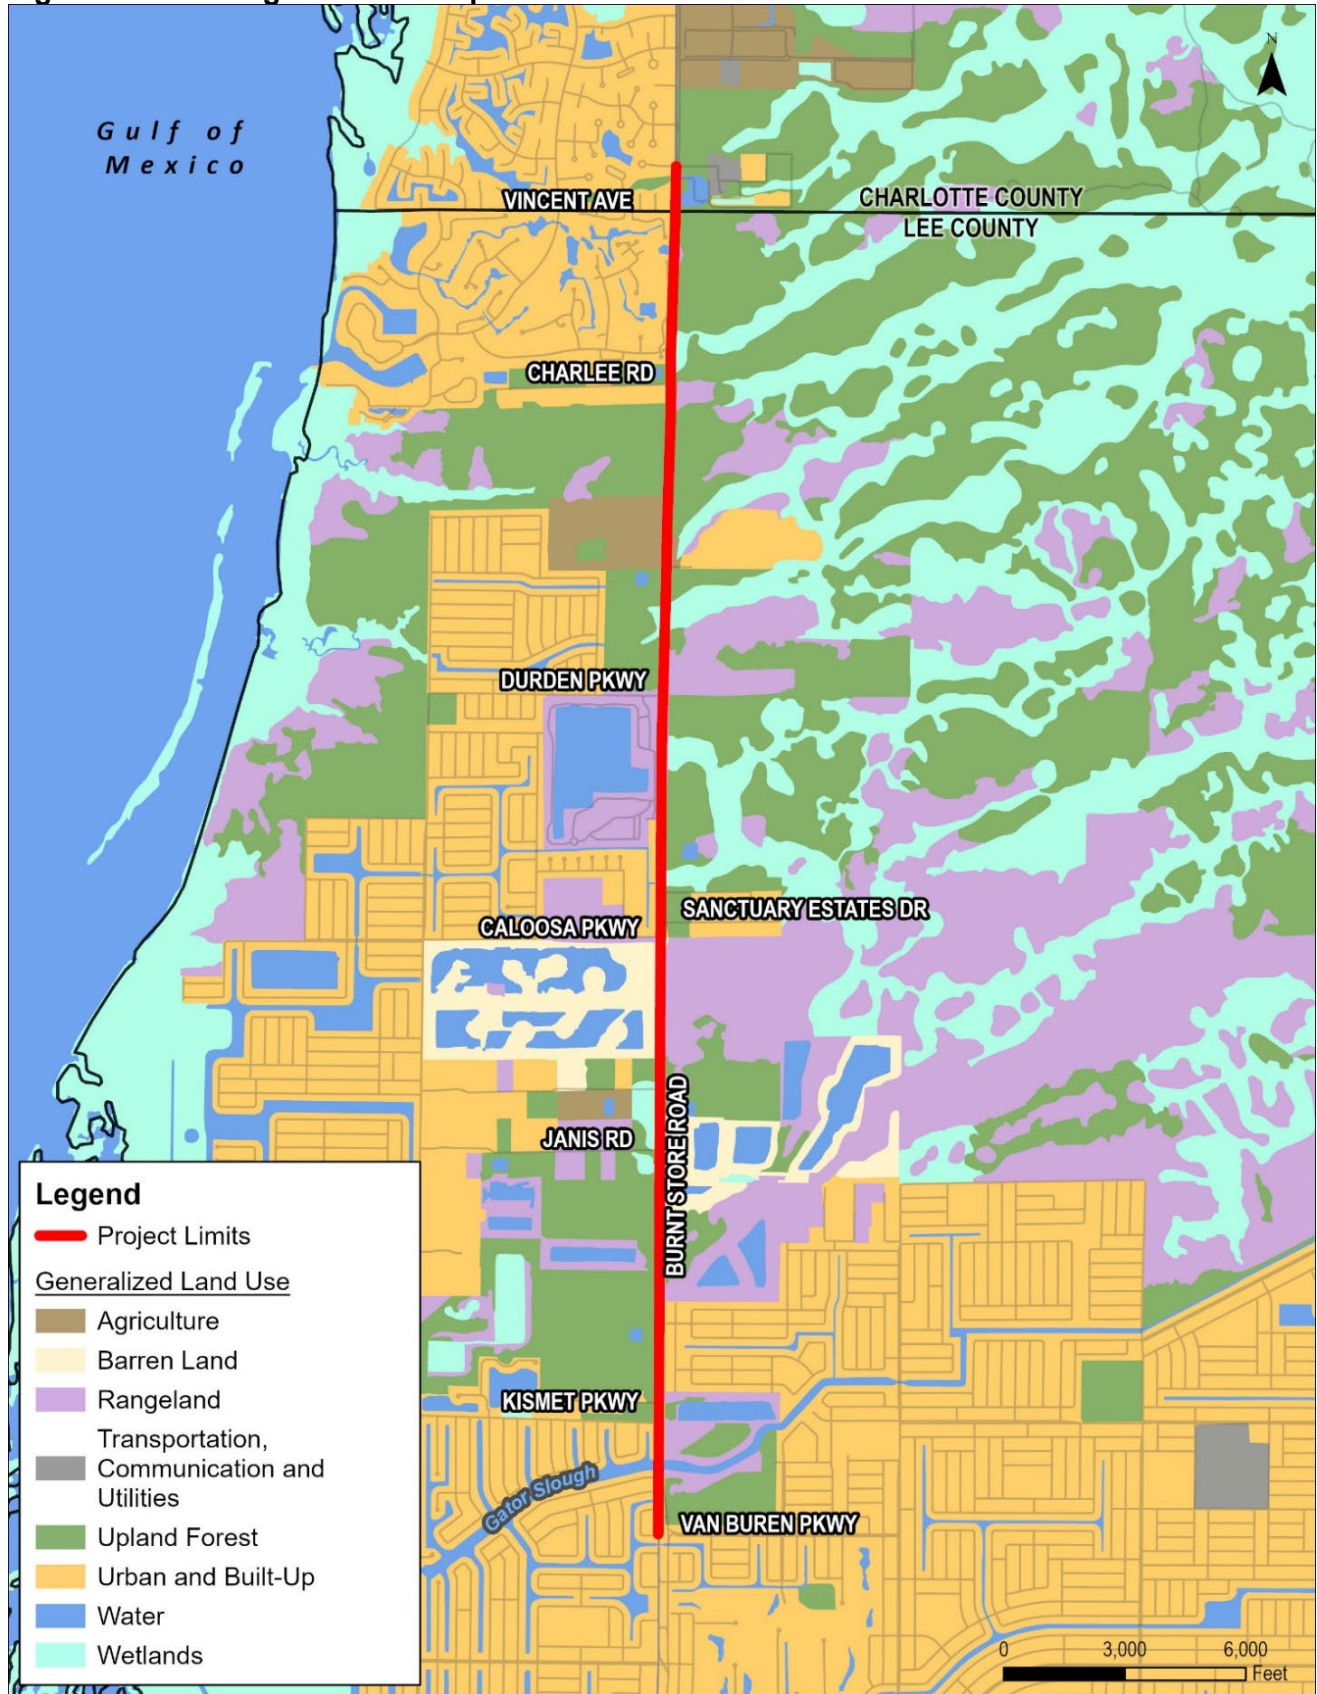 N
Gulf of
Mexico
VINCENT AVE
CHARLOTTE COUNTY
LEE COUNTY
CHARLEE RD
DURDEN PKWY
SANCTUARY ESTATES DR
CALOOSA PKWY
BURNT STORE ROAD
JANIS RD
KISMET PKWY
Gator Slough
VAN BUREN PKWY
Legend
Project Limits
Generalized Land Use
Agriculture
Barren Land
Rangeland
Transportation,
Communication and
Utilities
Upland Forest
Urban and Built-Up
Water
Wetlands
0 3,000 6,000
Feet